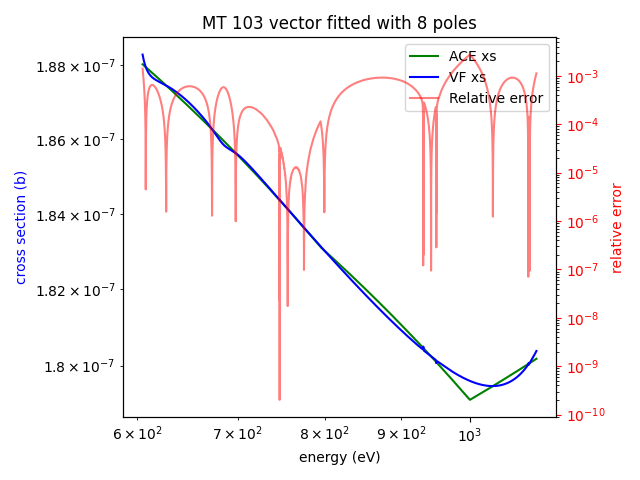 MT 103 vector fitted with 8 poles
ACE xs
VF xs
Relative error
1.88 × 10⁻⁷
1.86 × 10⁻⁷
1.84 × 10⁻⁷
1.82 × 10⁻⁷
1.8 × 10⁻⁷
cross section (b)
10⁻³
10⁻⁴
10⁻⁵
10⁻⁶
10⁻⁷
10⁻⁸
10⁻⁹
10⁻¹⁰
relative error
6 × 10² 7 × 10² 8 × 10² 9 × 10² 10³
energy (eV)